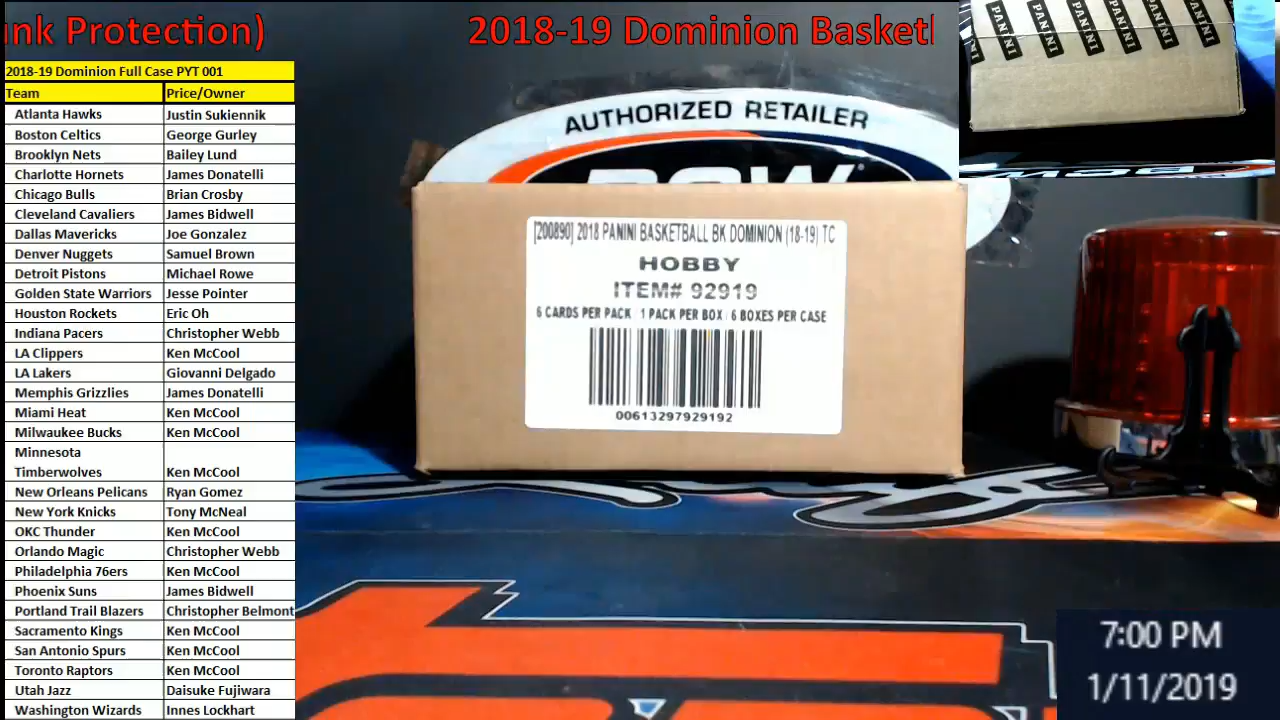 ınk Protection)
2018-19 Dominion Basketl
2018-19 Dominion Full Case PYT 001
Team Price/Owner
Atlanta Hawks Justin Sukiennik
Boston Celtics George Gurley
Brooklyn Nets Bailey Lund
Charlotte Hornets James Donatelli
Chicago Bulls Brian Crosby
Cleveland Cavaliers James Bidwell
Dallas Mavericks Joe Gonzalez
Denver Nuggets Samuel Brown
Detroit Pistons Michael Rowe
Golden State Warriors Jesse Pointer
Houston Rockets Eric Oh
Indiana Pacers Christopher Webb
LA Clippers Ken McCool
LA Lakers Giovanni Delgado
Memphis Grizzlies James Donatelli
Miami Heat Ken McCool
Milwaukee Bucks Ken McCool
Minnesota
Timberwolves Ken McCool
New Orleans Pelicans Ryan Gomez
New York Knicks Tony McNeal
OKC Thunder Ken McCool
Orlando Magic Christopher Webb
Philadelphia 76ers Ken McCool
Phoenix Suns James Bidwell
Portland Trail Blazers Christopher Belmont
Sacramento Kings Ken McCool
San Antonio Spurs Ken McCool
Toronto Raptors Ken McCool
Utah Jazz Daisuke Fujiwara
Washington Wizards Innes Lockhart
AUTHORIZED RETAILER
BCW
[200890] 2018 PANINI BASKETBALL BK DOMINION (18-19) TC
HOBBY
ITEM# 92919
6 CARDS PER PACK 1 PACK PER BOX 6 BOXES PER CASE
00613297929192
PANINI PANINI PANINI PANINI PANINI PANINI
BCW
7:00 PM
1/11/2019